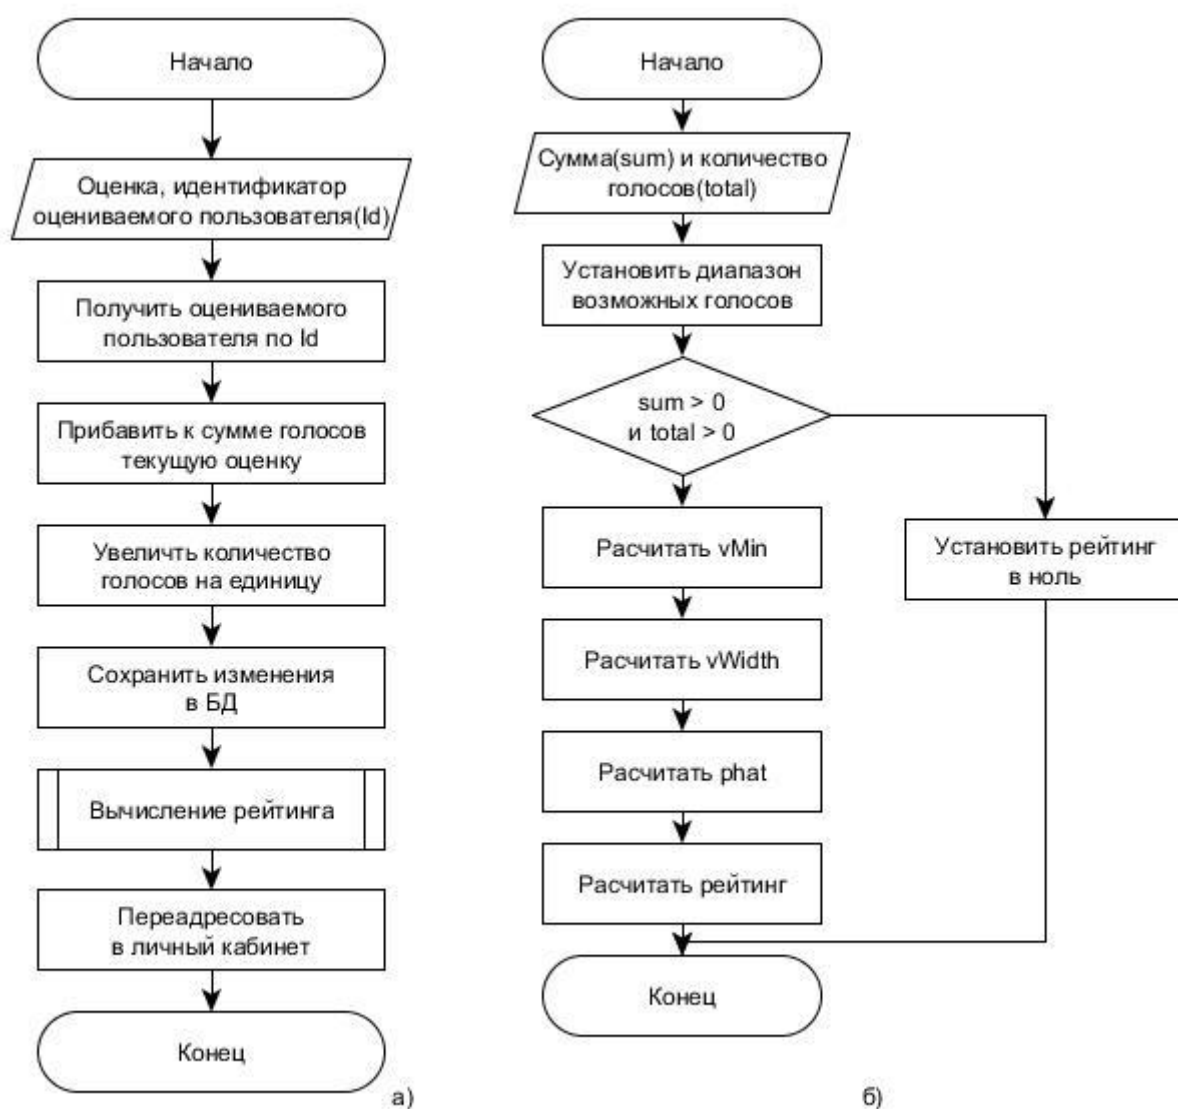 Начало
Оценка, идентификатор
оцениваемого пользователя(Id)
Получить оцениваемого
пользователя по Id
Прибавить к сумме голосов
текущую оценку
Увеличть количество
голосов на единицу
Сохранить изменения
в БД
Вычисление рейтинга
Переадресовать
в личный кабинет
Конец
а)
Начало
Сумма(sum) и количество
голосов(total)
Установить диапазон
возможных голосов
sum > 0
и total > 0
Расчитать vMin
Расчитать vWidth
Расчитать phat
Расчитать рейтинг
Установить рейтинг
в ноль
Конец
б)